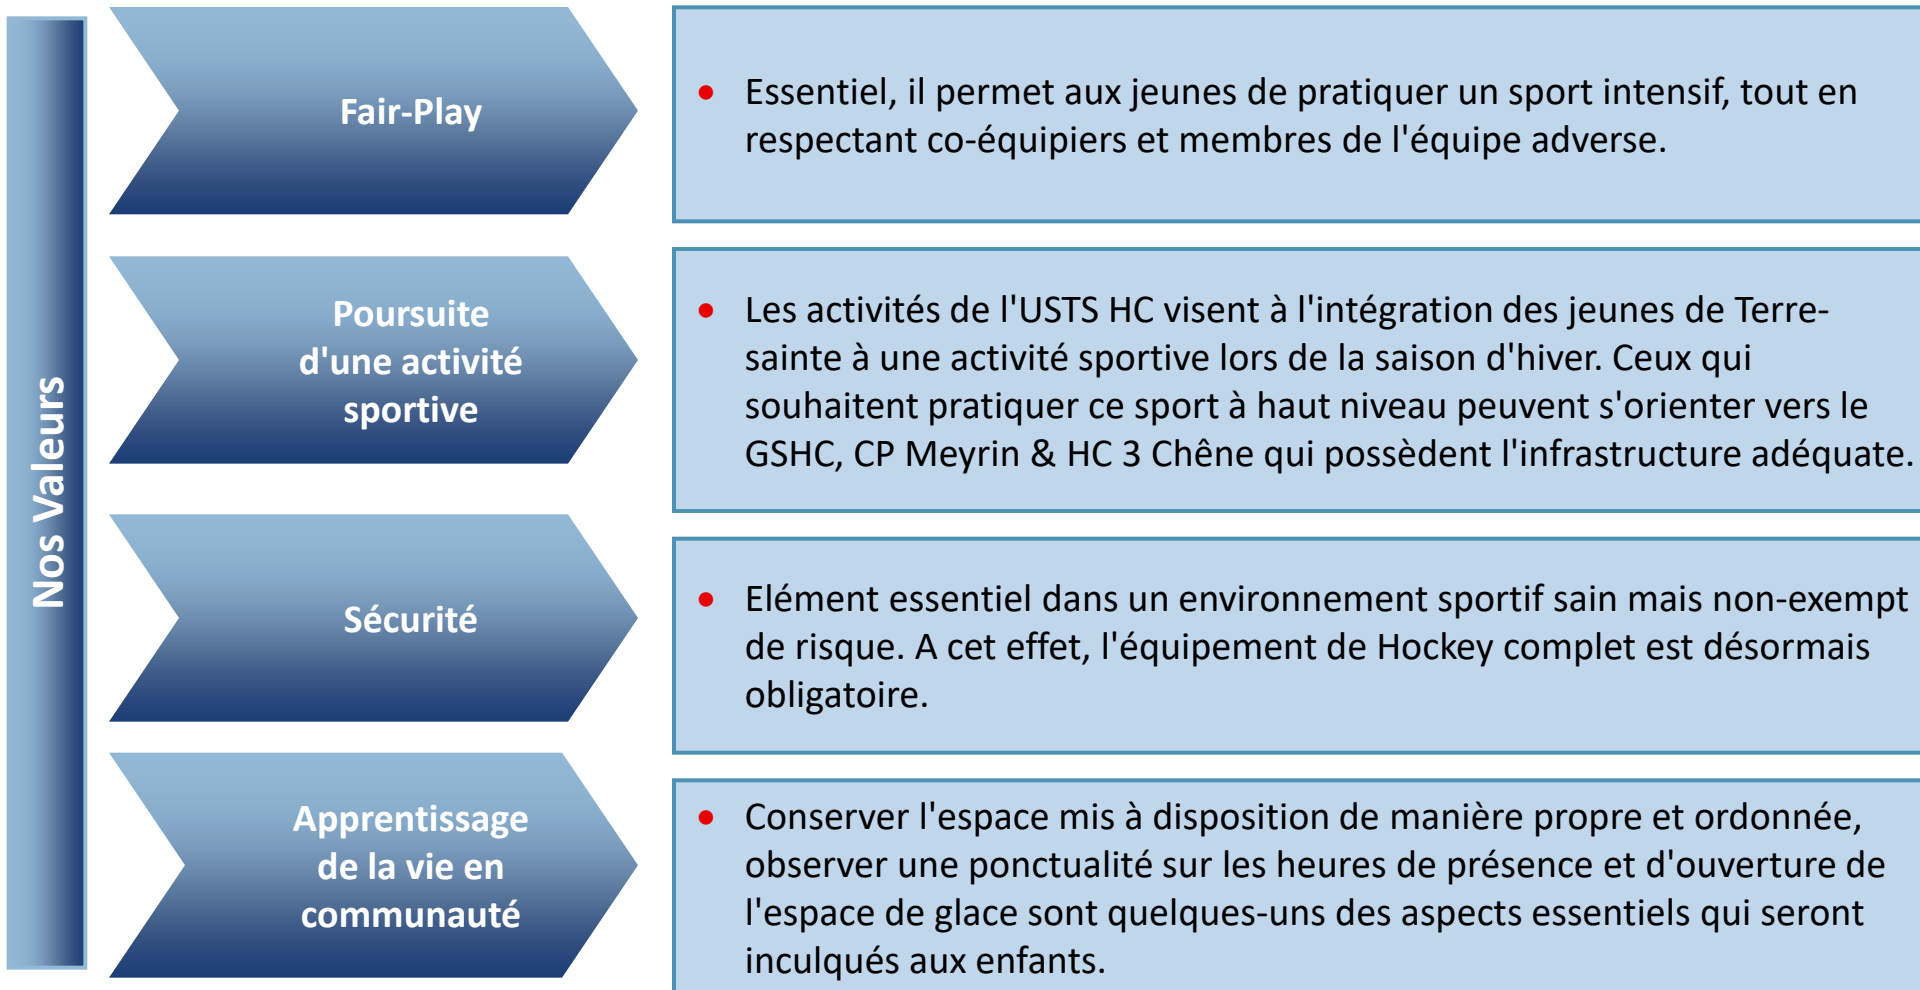 Nos Valeurs
Fair-Play
• Essentiel, il permet aux jeunes de pratiquer un sport intensif, tout en
respectant co-équipiers et membres de l'équipe adverse.
Poursuite
d'une activité
sportive
• Les activités de l'USTS HC visent à l'intégration des jeunes de Terre-
sainte à une activité sportive lors de la saison d'hiver. Ceux qui
souhaitent pratiquer ce sport à haut niveau peuvent s'orienter vers le
GSHC, CP Meyrin & HC 3 Chêne qui possèdent l'infrastructure adéquate.
Sécurité
• Elément essentiel dans un environnement sportif sain mais non-exempt
de risque. A cet effet, l'équipement de Hockey complet est désormais
obligatoire.
Apprentissage
de la vie en
communauté
• Conserver l'espace mis à disposition de manière propre et ordonnée,
observer une ponctualité sur les heures de présence et d'ouverture de
l'espace de glace sont quelques-uns des aspects essentiels qui seront
inculqués aux enfants.